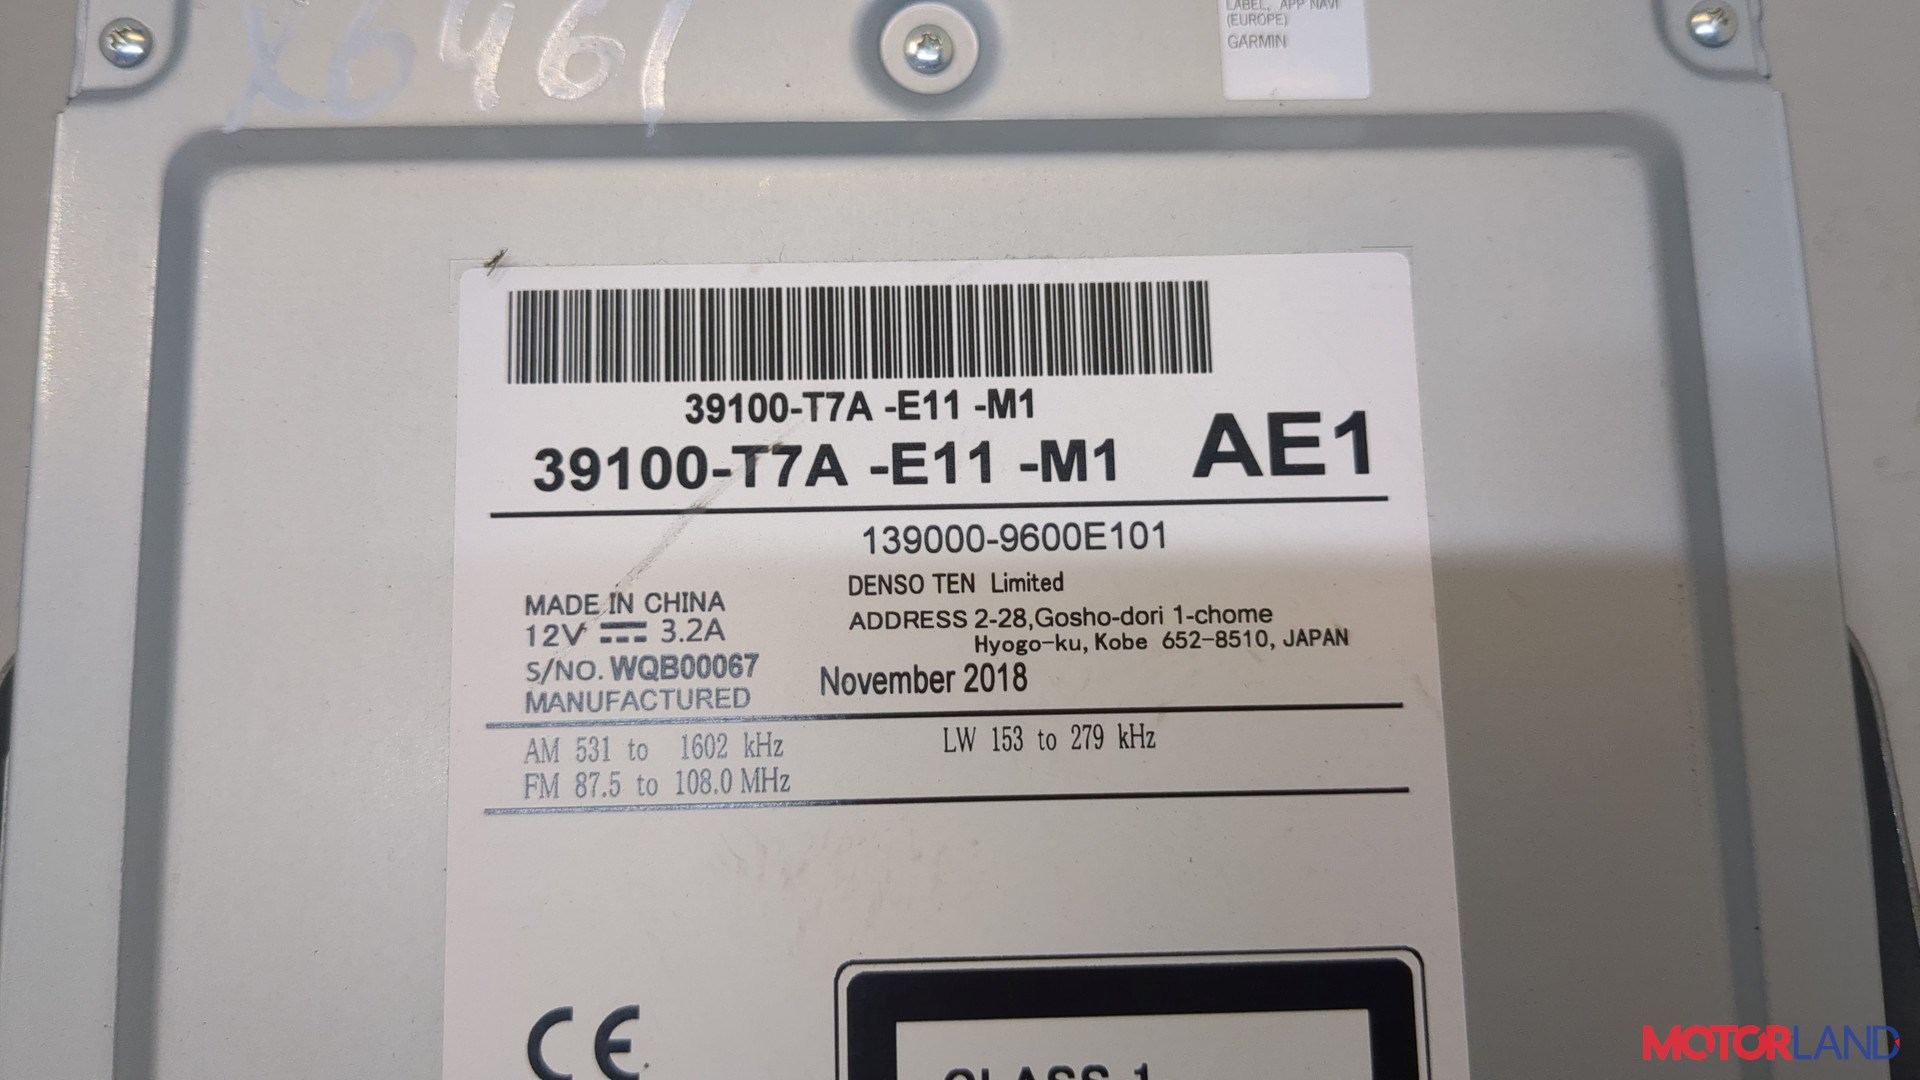 LABEL, APP NAVI
(EUROPE)
GARMIN
461
39100-T7A -E11 -M1
39100-T7A -E11 -M1 AE1
139000-9600E101
DENSO TEN Limited
ADDRESS 2-28,Gosho-dori 1-chome
Hyogo-ku, Kobe 652-8510, JAPAN
MADE IN CHINA
12V 3.2A
S/NO. WQB00067
MANUFACTURED November 2018
AM 531 to 1602 kHz LW 153 to 279 kHz
FM 87.5 to 108.0 MHz
CE
CLASS 1
MOTORLAND